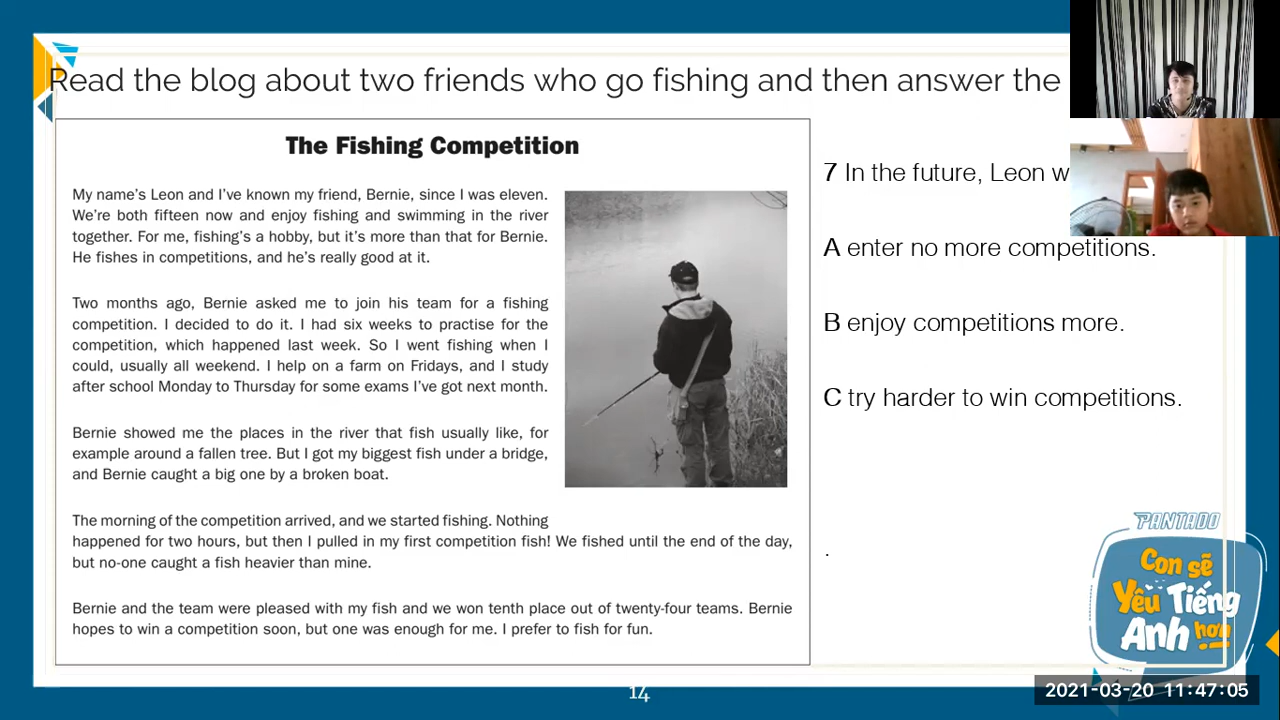 Read the blog about two friends who go fishing and then answer the
The Fishing Competition
My name's Leon and I've known my friend, Bernie, since I was eleven.
We're both fifteen now and enjoy fishing and swimming in the river
together. For me, fishing's a hobby, but it's more than that for Bernie.
He fishes in competitions, and he's really good at it.
Two months ago, Bernie asked me to join his team for a fishing
competition. I decided to do it. I had six weeks to practise for the
competition, which happened last week. So I went fishing when I
could, usually all weekend. I help on a farm on Fridays, and I study
after school Monday to Thursday for some exams I've got next month.
Bernie showed me the places in the river that fish usually like, for
example around a fallen tree. But I got my biggest fish under a bridge,
and Bernie caught a big one by a broken boat.
The morning of the competition arrived, and we started fishing. Nothing
happened for two hours, but then I pulled in my first competition fish! We fished until the end of the day,
but no-one caught a fish heavier than mine.
Bernie and the team were pleased with my fish and we won tenth place out of twenty-four teams. Bernie
hopes to win a competition soon, but one was enough for me. I prefer to fish for fun.
7 In the future, Leon
A enter no more competitions.
B enjoy competitions more.
C try harder to win competitions.
.
PANTADO
Con sẽ
Yêu Tiếng
Anh hơn
14
2021-03-20 11:47:05